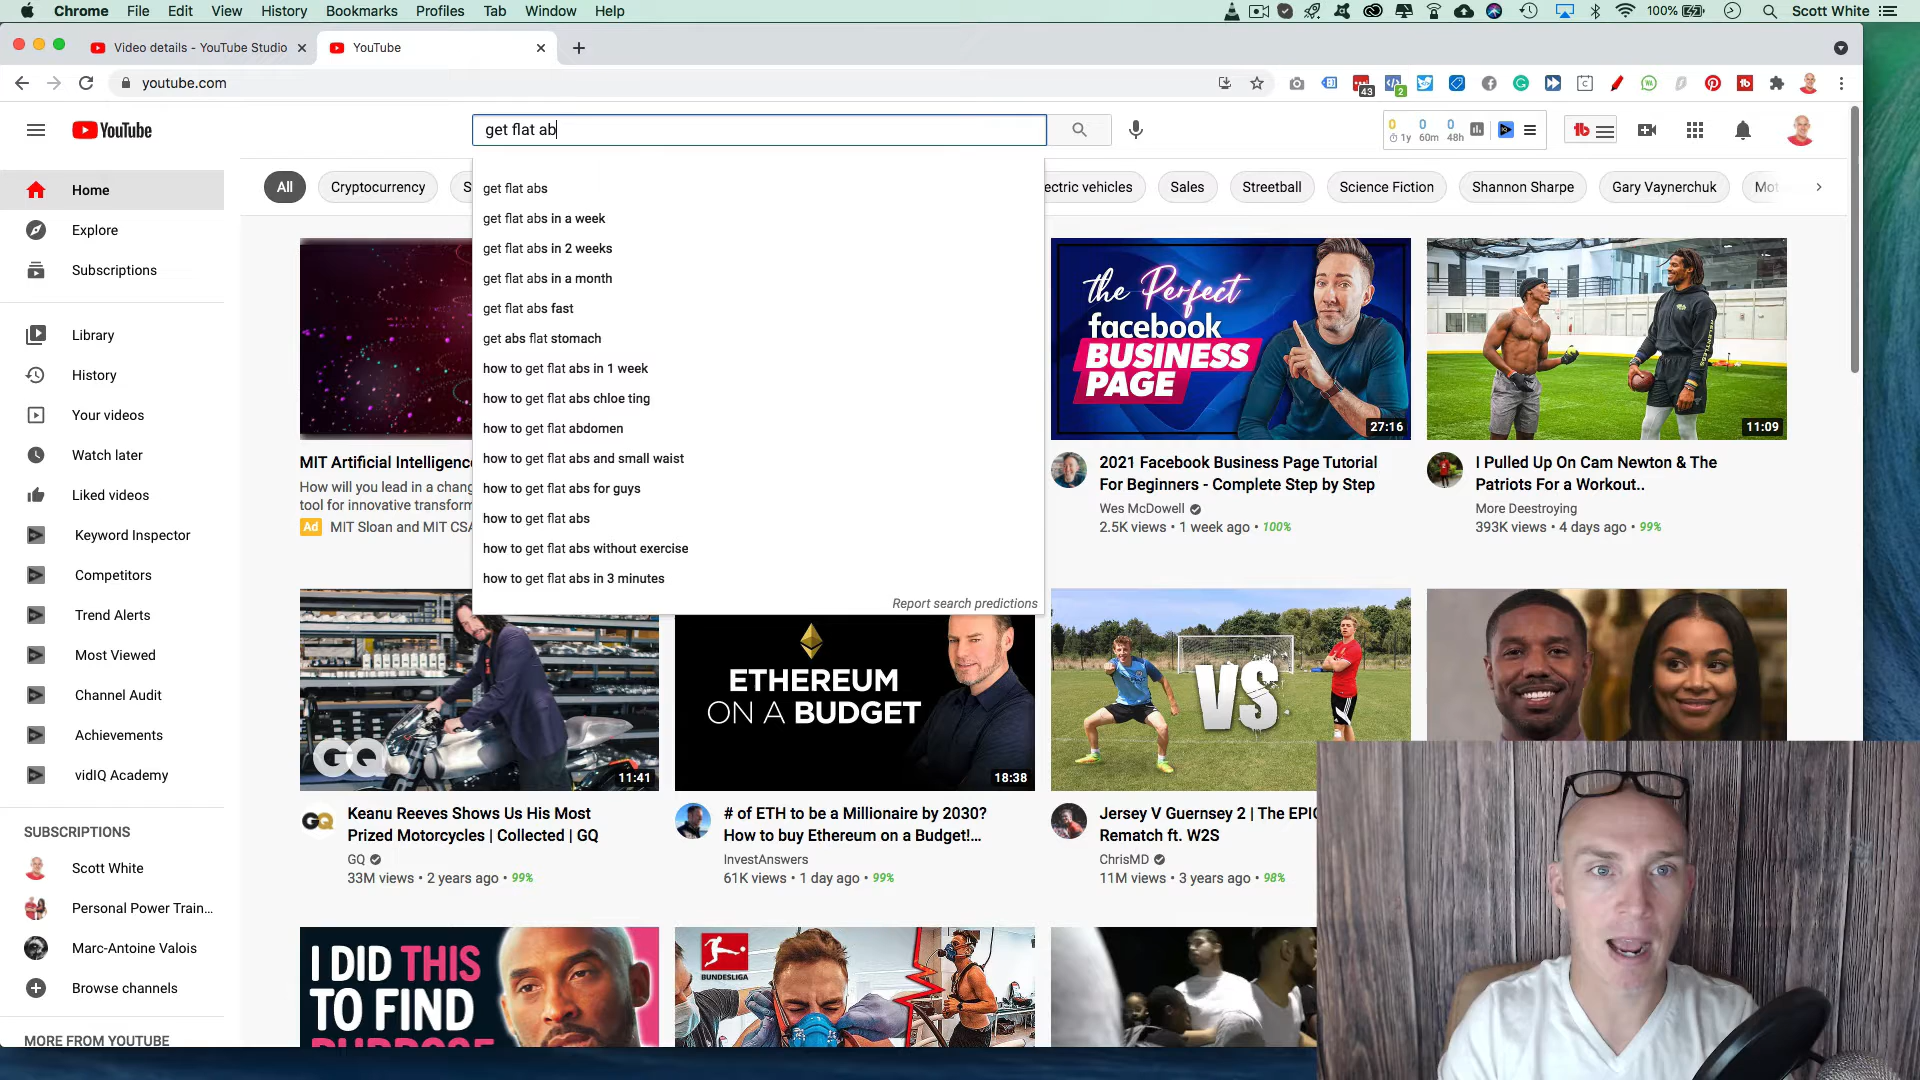 Chrome File Edit View History Bookmarks Profiles Tab Window Help
100% Scott White
Video details - YouTube Studio
YouTube
youtube.com
43
2
YouTube
get flat ab
0 0 0
1y 60m 48h
All
Cryptocurrency
S
ectric vehicles
Sales
Streetball
Science Fiction
Shannon Sharpe
Gary Vaynerchuk
Mot
Home
Explore
Subscriptions
Library
History
Your videos
Watch later
Liked videos
Keyword Inspector
Competitors
Trend Alerts
Most Viewed
Channel Audit
Achievements
vidIQ Academy
SUBSCRIPTIONS
Scott White
Personal Power Train...
Marc-Antoine Valois
Browse channels
MORE FROM YOUTUBE
get flat abs
get flat abs in a week
get flat abs in 2 weeks
get flat abs in a month
get flat abs fast
get abs flat stomach
how to get flat abs in 1 week
how to get flat abs chloe ting
how to get flat abdomen
how to get flat abs and small waist
how to get flat abs for guys
how to get flat abs
how to get flat abs without exercise
how to get flat abs in 3 minutes
Report search predictions
MIT Artificial Intelligenc
How will you lead in a chang
tool for innovative transform
Ad MIT Sloan and MIT CSA
the Perfect
facebook
BUSINESS
PAGE
27:16
2021 Facebook Business Page Tutorial
For Beginners - Complete Step by Step
Wes McDowell
2.5K views • 1 week ago • 100%
11:09
I Pulled Up On Cam Newton & The
Patriots For a Workout..
More Deestroying
393K views • 4 days ago • 99%
GQ
11:41
Keanu Reeves Shows Us His Most
Prized Motorcycles | Collected | GQ
GQ
33M views • 2 years ago • 99%
ETHEREUM
ON A BUDGET
18:38
# of ETH to be a Millionaire by 2030?
How to buy Ethereum on a Budget!...
InvestAnswers
61K views • 1 day ago • 99%
VS
Jersey V Guernsey 2 | The EPIC
Rematch ft. W2S
ChrisMD
11M views • 3 years ago • 98%
I DID THIS
TO FIND
PURPOSE
BUNDESLIGA